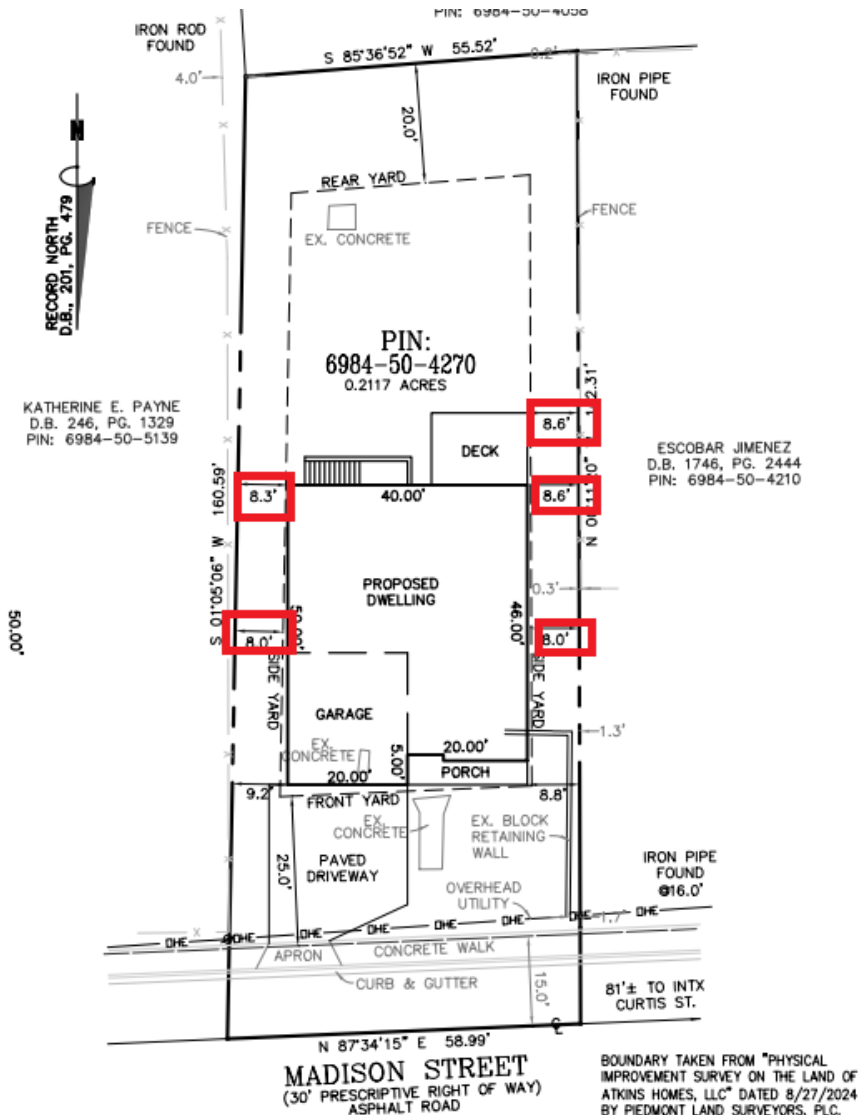 PIN: 6984-50-4058
IRON ROD
FOUND
S 85°36'52" W 55.52'
0.2'
4.0'
IRON PIPE
FOUND
20.0'
N
RECORD NORTH
D.B., 201, PG. 479
REAR YARD
FENCE
FENCE
EX. CONCRETE
PIN:
6984-50-4270
0.2117 ACRES
KATHERINE E. PAYNE
D.B. 246, PG. 1329
PIN: 6984-50-5139
8.6'
DECK
ESCOBAR JIMENEZ
D.B. 1746, PG. 2444
PIN: 6984-50-4210
8.3'
40.00'
8.6'
S 01°05'06" W 160.59'
PROPOSED
DWELLING
0.3'
50.00'
50.00'
46.00'
8.0'
8.0'
SIDE YARD
SIDE YARD
GARAGE
1.3'
EX.
CONCRETE
5.00'
20.00'
20.00'
PORCH
9.2'
FRONT YARD
8.8'
EX.
CONCRETE
EX. BLOCK
RETAINING
WALL
25.0'
PAVED
DRIVEWAY
IRON PIPE
FOUND
@16.0'
OVERHEAD
UTILITY
1.7'
OHE OHE OHE OHE OHE OHE OHE OHE
APRON
CONCRETE WALK
CURB & GUTTER
15.0'
81'± TO INTX
CURTIS ST.
N 87°34'15" E 58.99'
MADISON STREET
(30' PRESCRIPTIVE RIGHT OF WAY)
ASPHALT ROAD
BOUNDARY TAKEN FROM "PHYSICAL
IMPROVEMENT SURVEY ON THE LAND OF
ATKINS HOMES, LLC" DATED 8/27/2024
BY PIEDMONT LAND SURVEYORS, PLC.